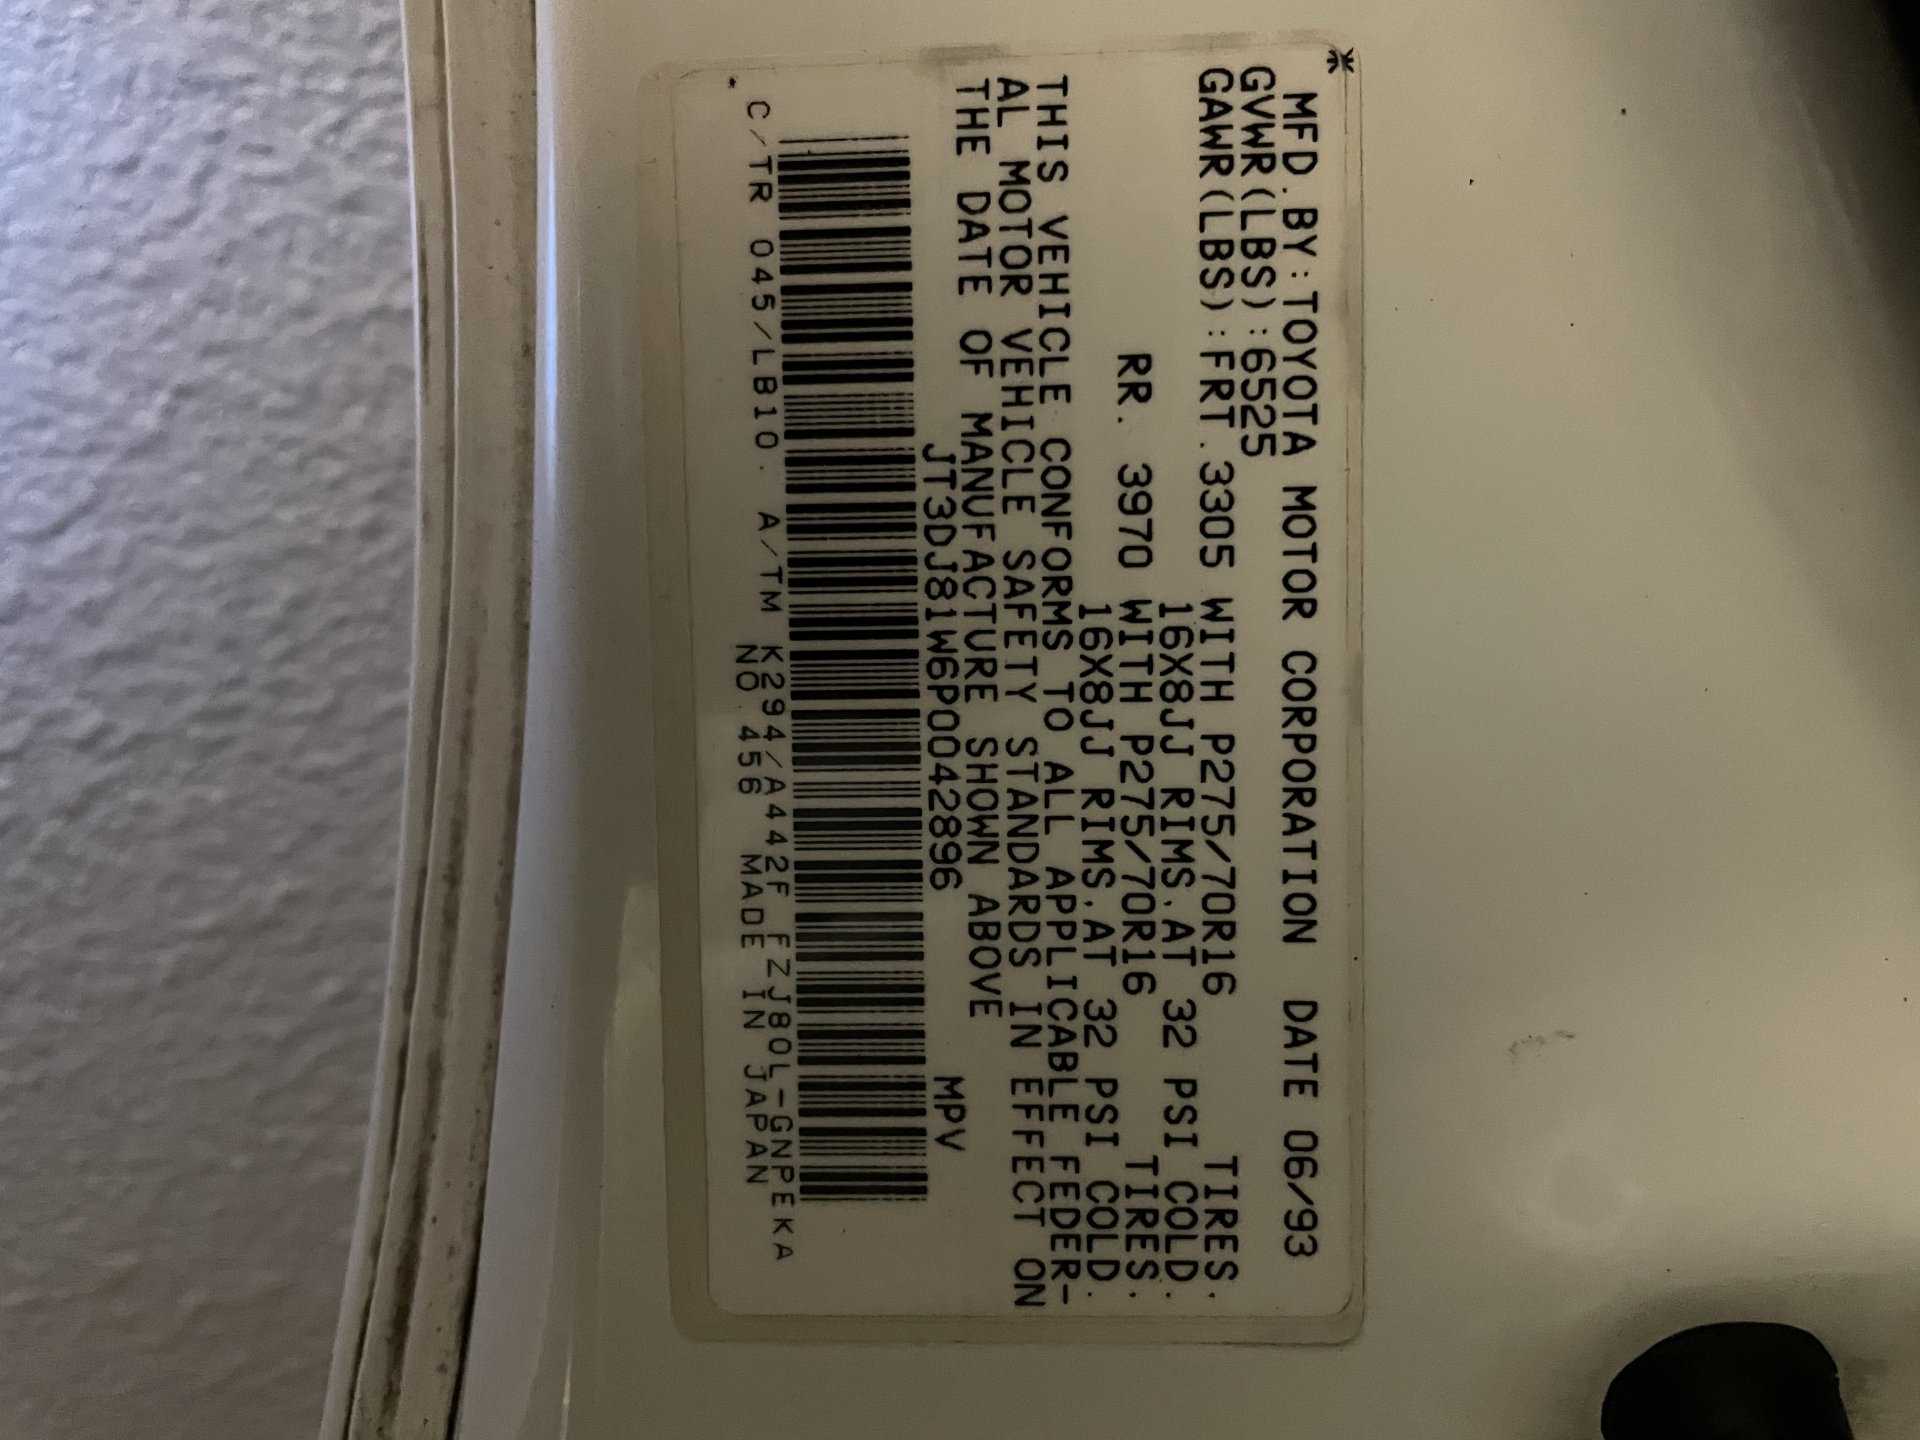 MFD.BY:TOYOTA MOTOR CORPORATION DATE 06/93
GVWR(LBS):6525
GAWR(LBS):FRT.3305 WITH P275/70R16 TIRES.
16X8JJ RIMS.AT 32 PSI COLD.
RR. 3970 WITH P275/70R16 TIRES.
16X8JJ RIMS.AT 32 PSI COLD.
THIS VEHICLE CONFORMS TO ALL APPLICABLE FEDER-
AL MOTOR VEHICLE SAFETY STANDARDS IN EFFECT ON
THE DATE OF MANUFACTURE SHOWN ABOVE
JT3DJ81W6P0042896 MPV
C/TR 045/LB10. A/TM K294/A442F FZJ80L-GNPEKA
NO.456 MADE IN JAPAN